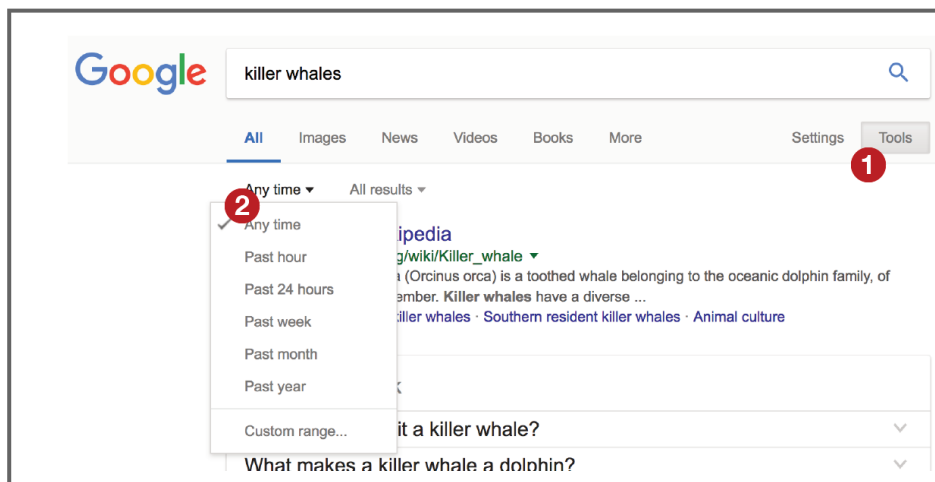 Google
killer whales
All Images News Videos Books More Settings Tools
1
Any time ▾ All results ▾
2
Any time
ipedia
Past hour
g/wiki/Killer_whale ▾
(Orcinus orca) is a toothed whale belonging to the oceanic dolphin family, of
Past 24 hours
ember. Killer whales have a diverse ...
Past week
iller whales · Southern resident killer whales · Animal culture
Past month
Past year
k
Custom range...
it a killer whale?
What makes a killer whale a dolphin?